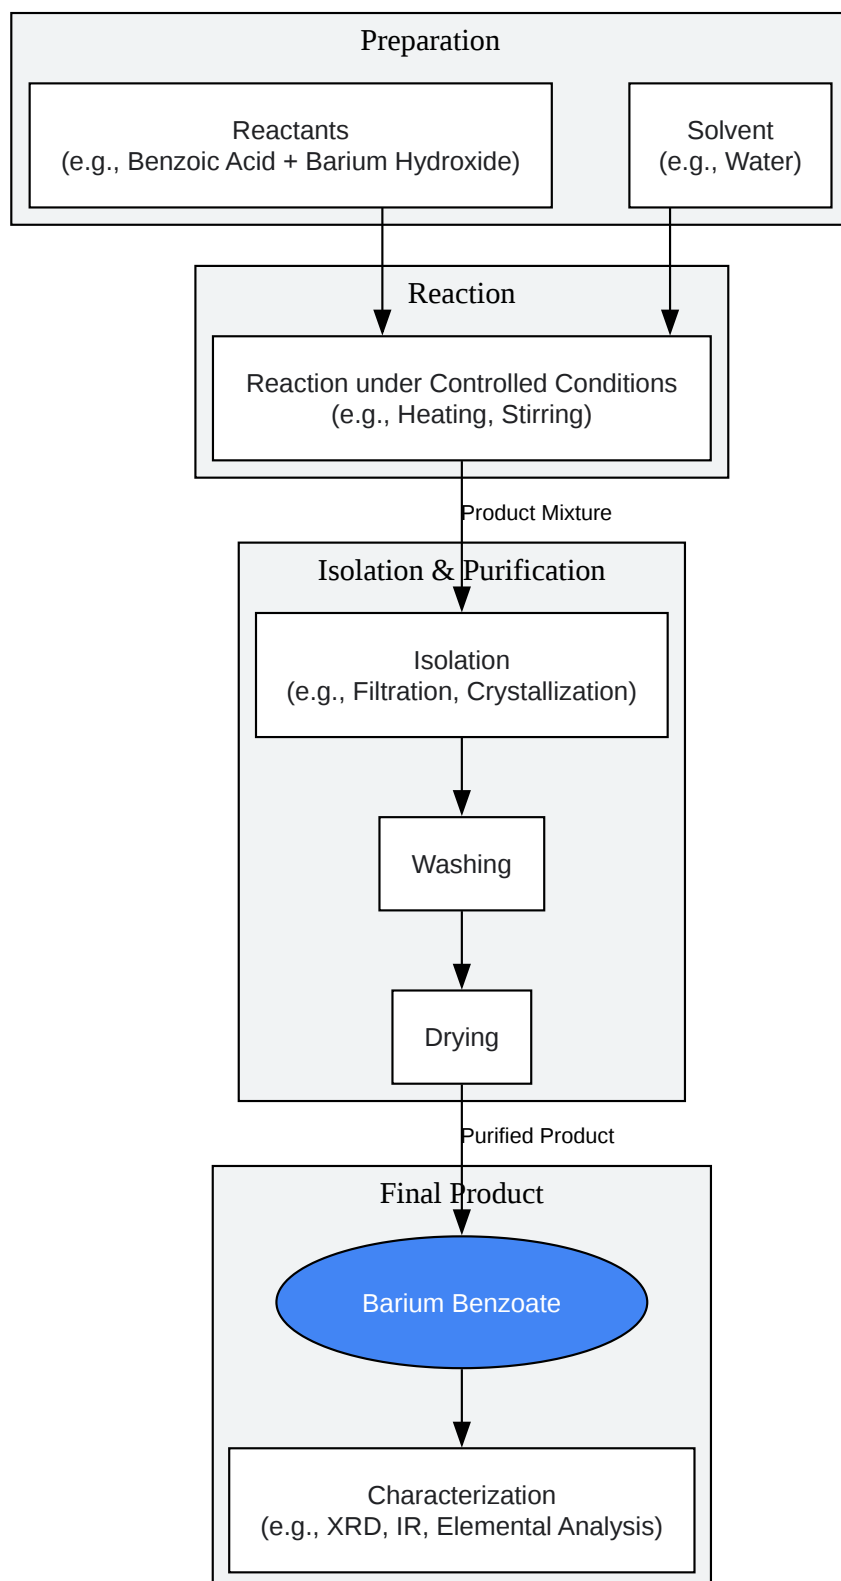 Preparation
Reactants
(e.g., Benzoic Acid + Barium Hydroxide)
Solvent
(e.g., Water)
Reaction
Reaction under Controlled Conditions
(e.g., Heating, Stirring)
Product Mixture
Isolation & Purification
Isolation
(e.g., Filtration, Crystallization)
Washing
Drying
Purified Product
Final Product
Barium Benzoate
Characterization
(e.g., XRD, IR, Elemental Analysis)